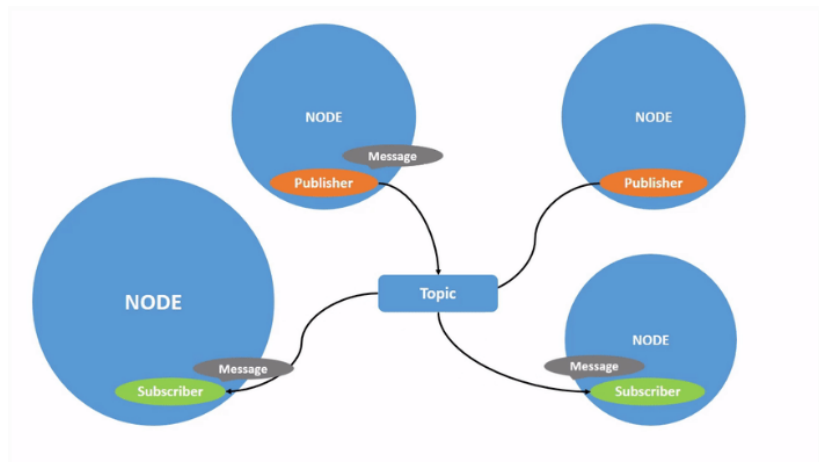 NODE
NODE
Message
Publisher
Publisher
Topic
NODE
NODE
Message
Message
Subscriber
Subscriber